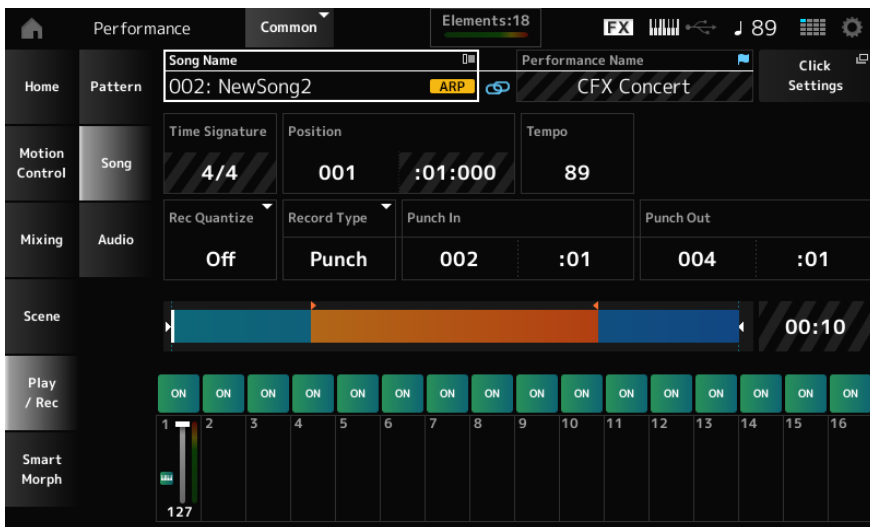 Performance
Common
Elements:18
FX
89
Home
Pattern
Song Name
002: NewSong2
ARP
Performance Name
CFX Concert
Click
Settings
Motion
Control
Song
Time Signature
4/4
Position
001
:01:000
Tempo
89
Mixing
Audio
Rec Quantize
Off
Record Type
Punch
Punch In
002
:01
Punch Out
004
:01
Scene
00:10
Play
/ Rec
ON ON ON ON ON ON ON ON ON ON ON ON ON ON ON ON
1 2 3 4 5 6 7 8 9 10 11 12 13 14 15 16
Smart
Morph
127